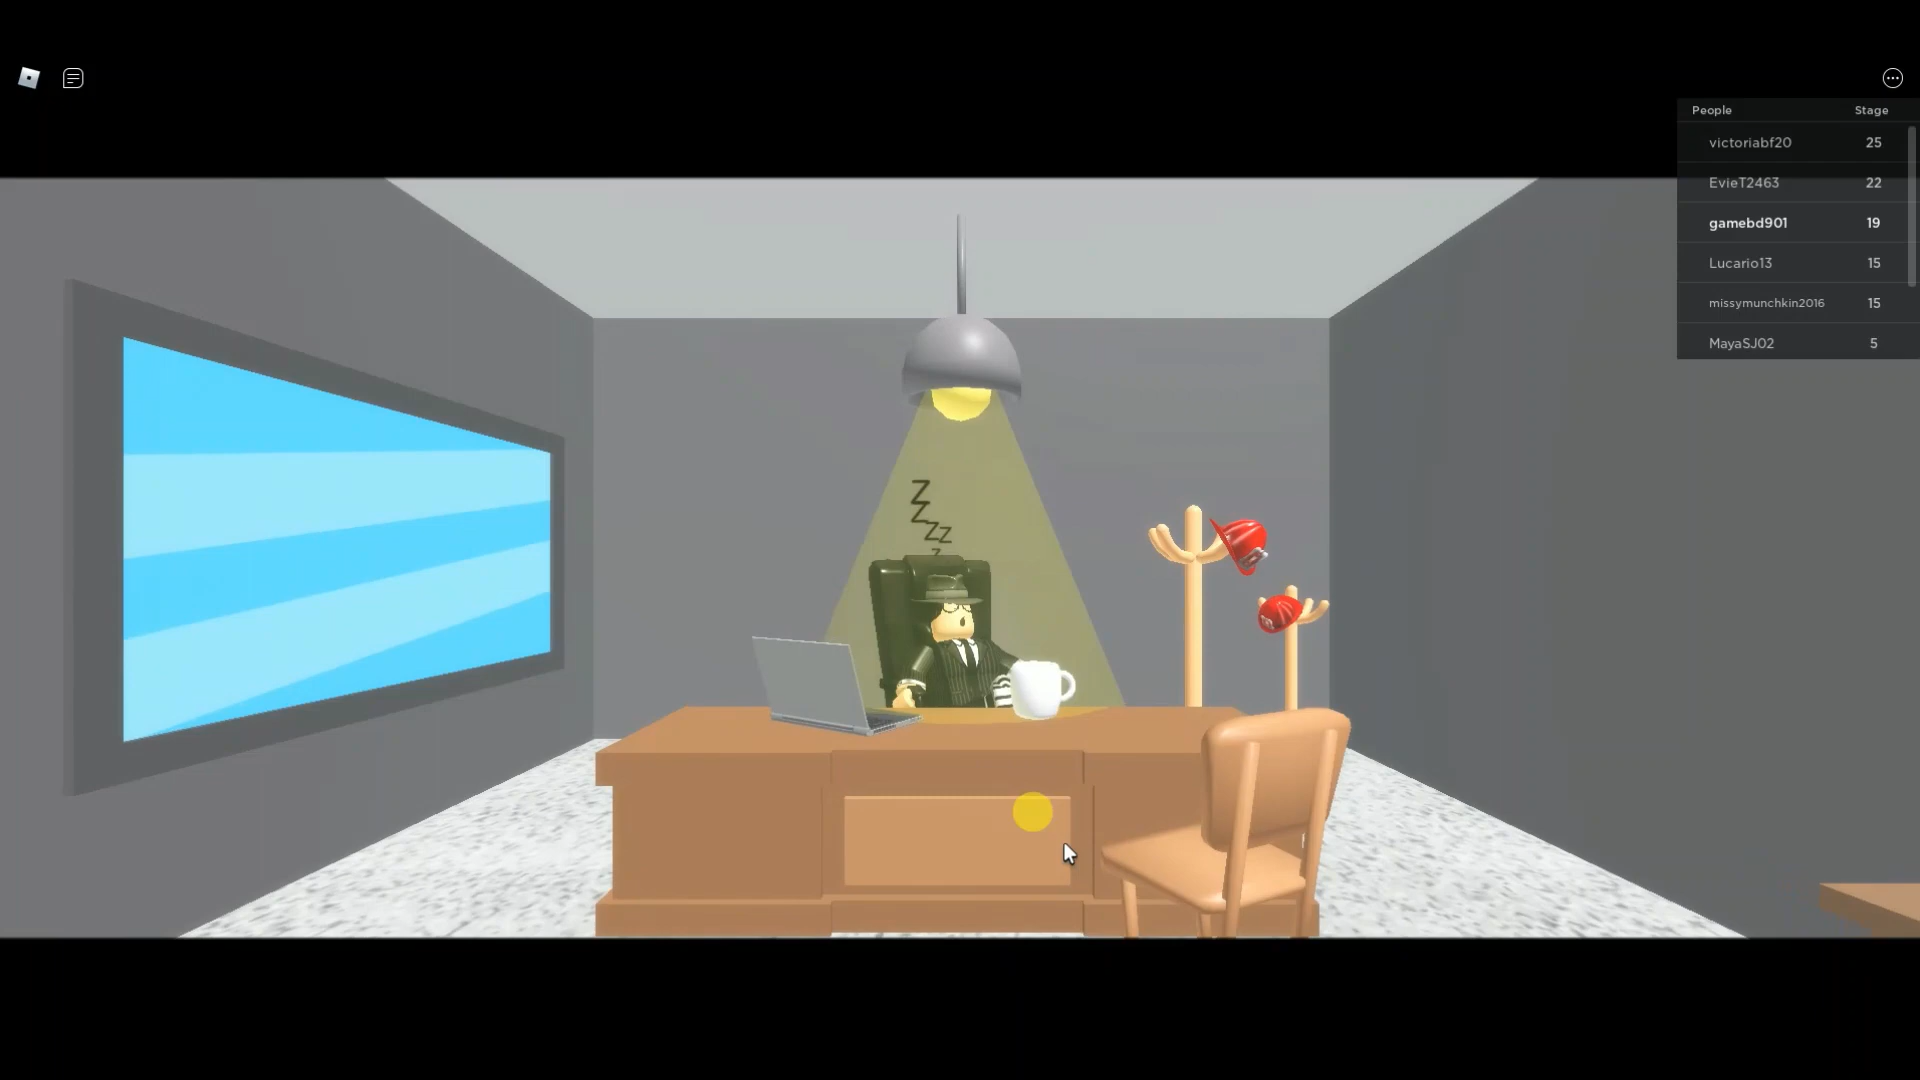 People Stage
victoriabf20 25
EvieT2463 22
gamebd901 19
Lucario13 15
missymunchkin2016 15
MayaSJ02 5
Z
Z
Z Z
Z